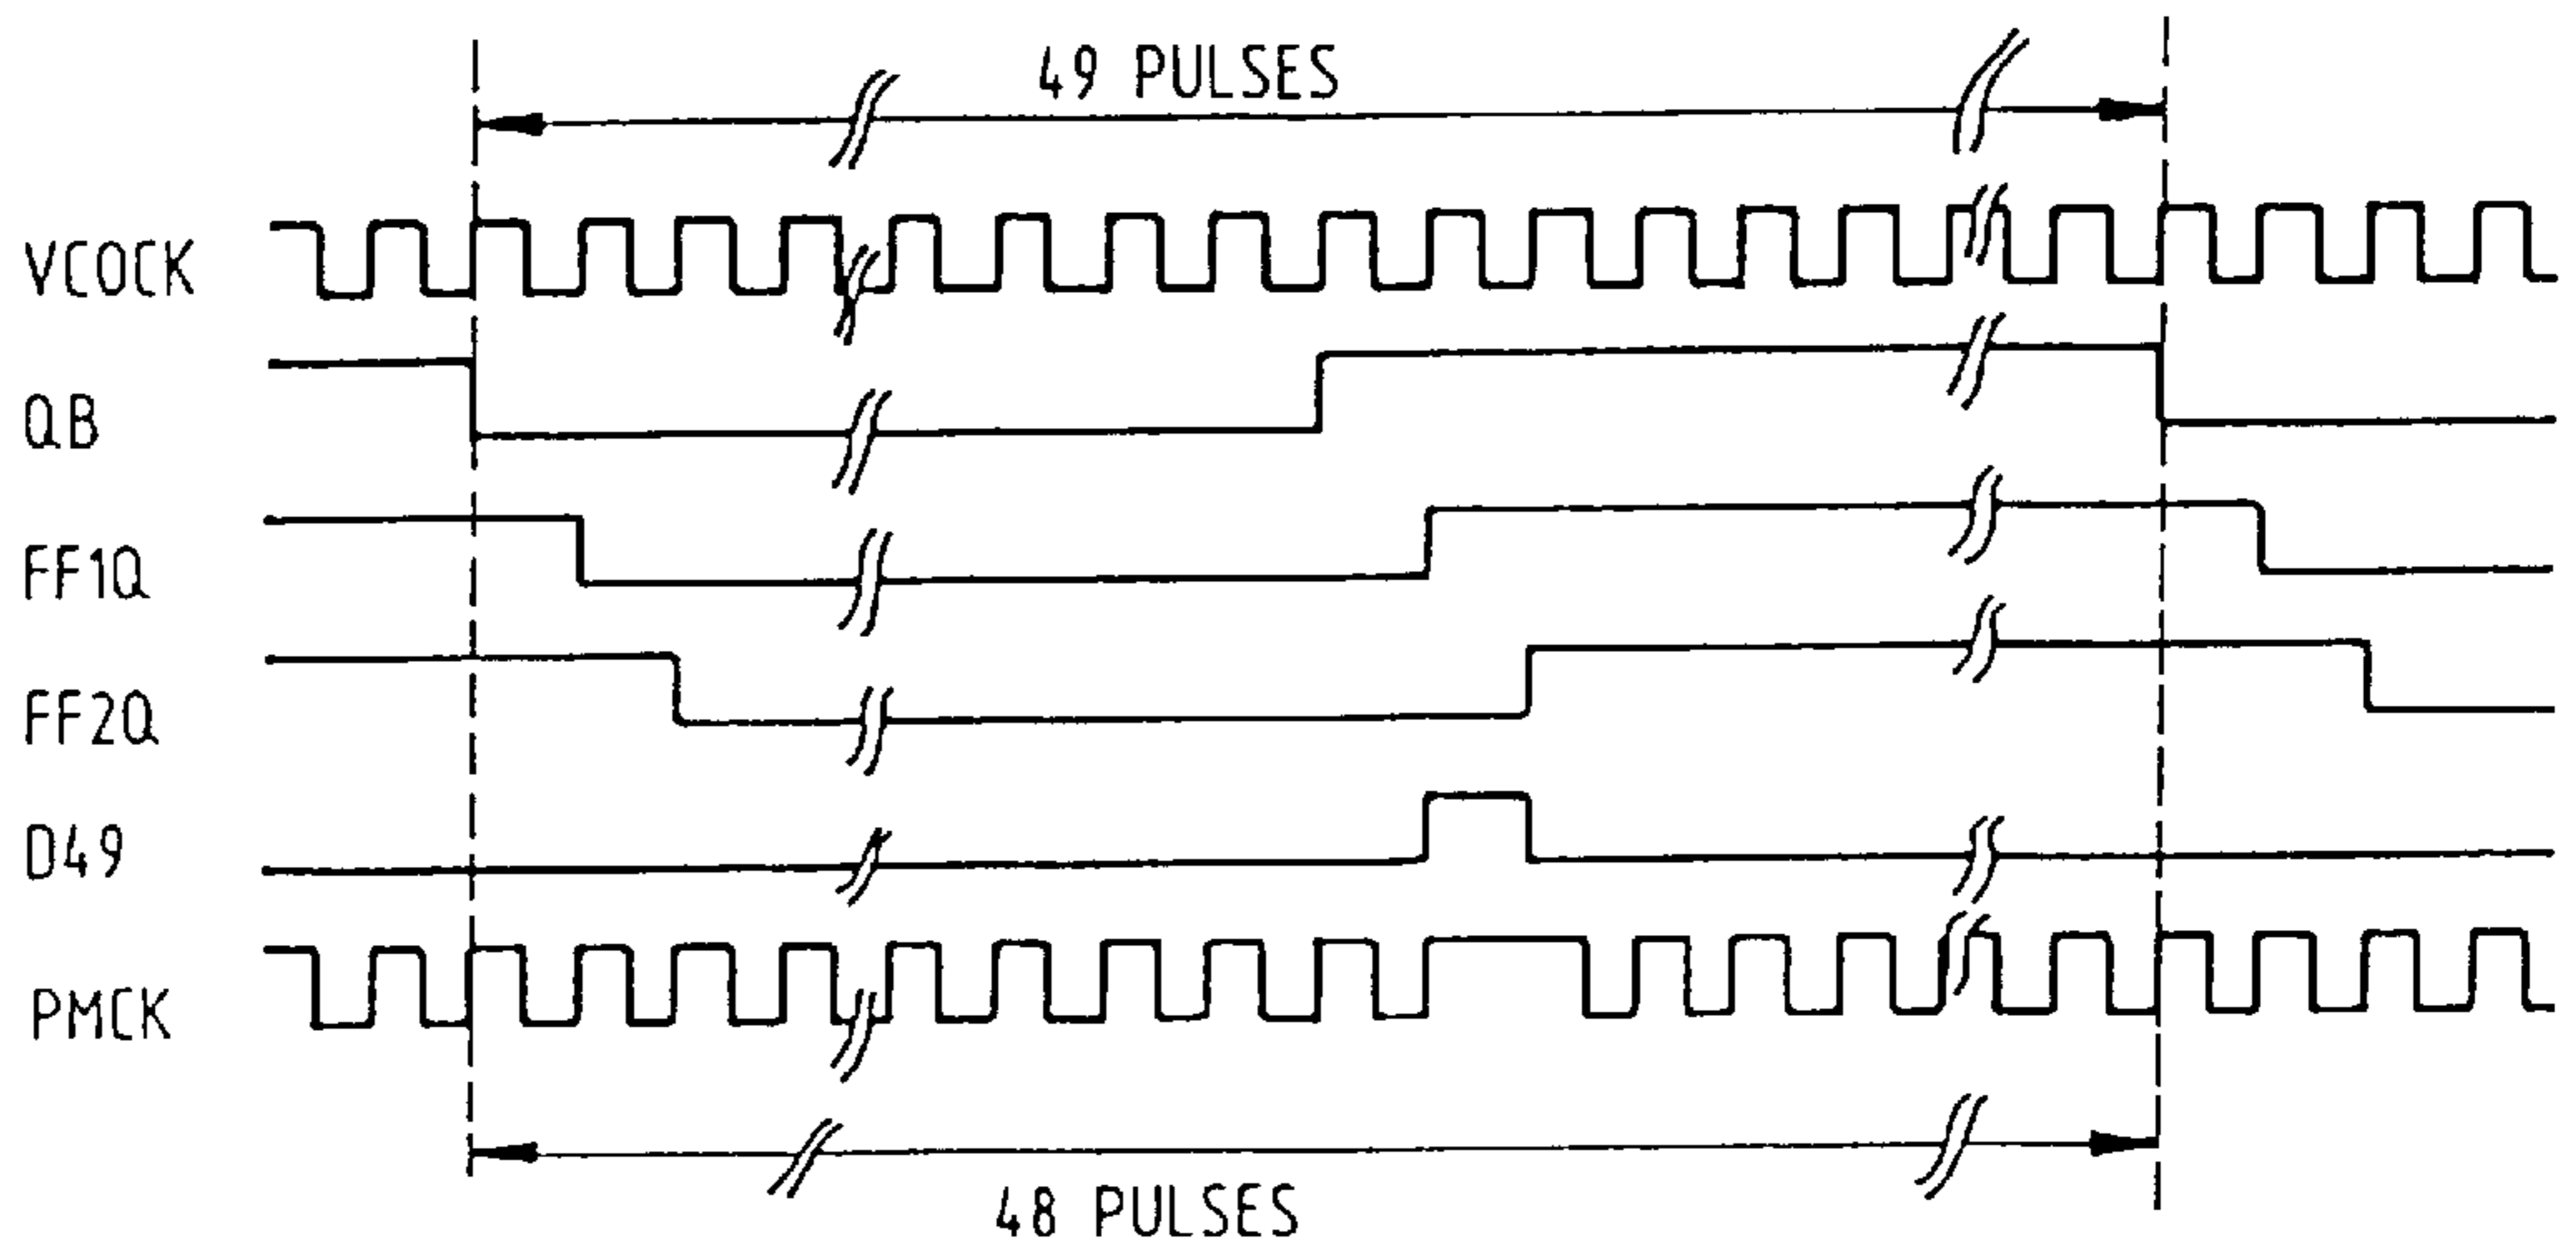 49 PULSES
VCOCK
QB
FF1Q
FF2Q
D49
PMCK
48 PULSES